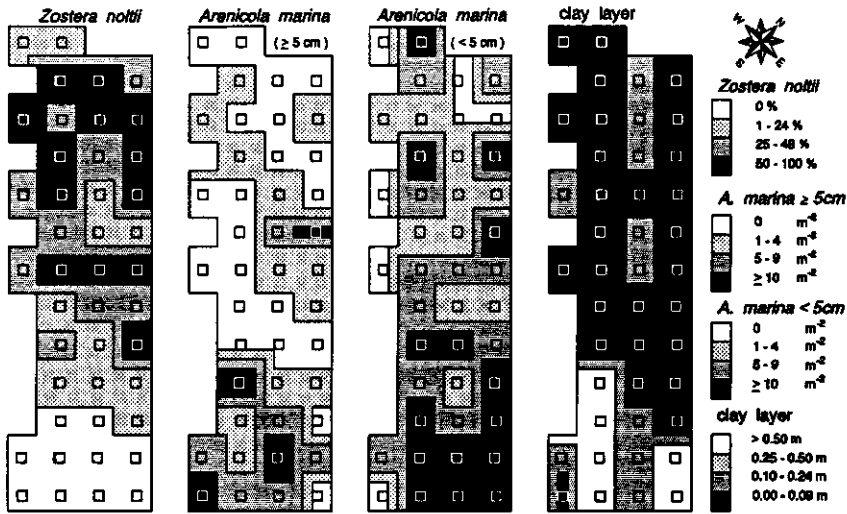 Zostera noltii
Arenicola marina
(≥ 5 cm)
Arenicola marina
(<5 cm)
clay layer
N
E
S
W
Zostera noltii
0 %
1 - 24 %
25 - 48 %
50 - 100 %
A. marina ≥ 5cm
0 m⁻²
1 - 4 m⁻²
5 - 9 m⁻²
≥ 10 m⁻²
A. marina < 5cm
0 m⁻²
1 - 4 m⁻²
5 - 9 m⁻²
≥ 10 m⁻²
clay layer
> 0.50 m
0.25 - 0.50 m
0.10 - 0.24 m
0.00 - 0.09 m